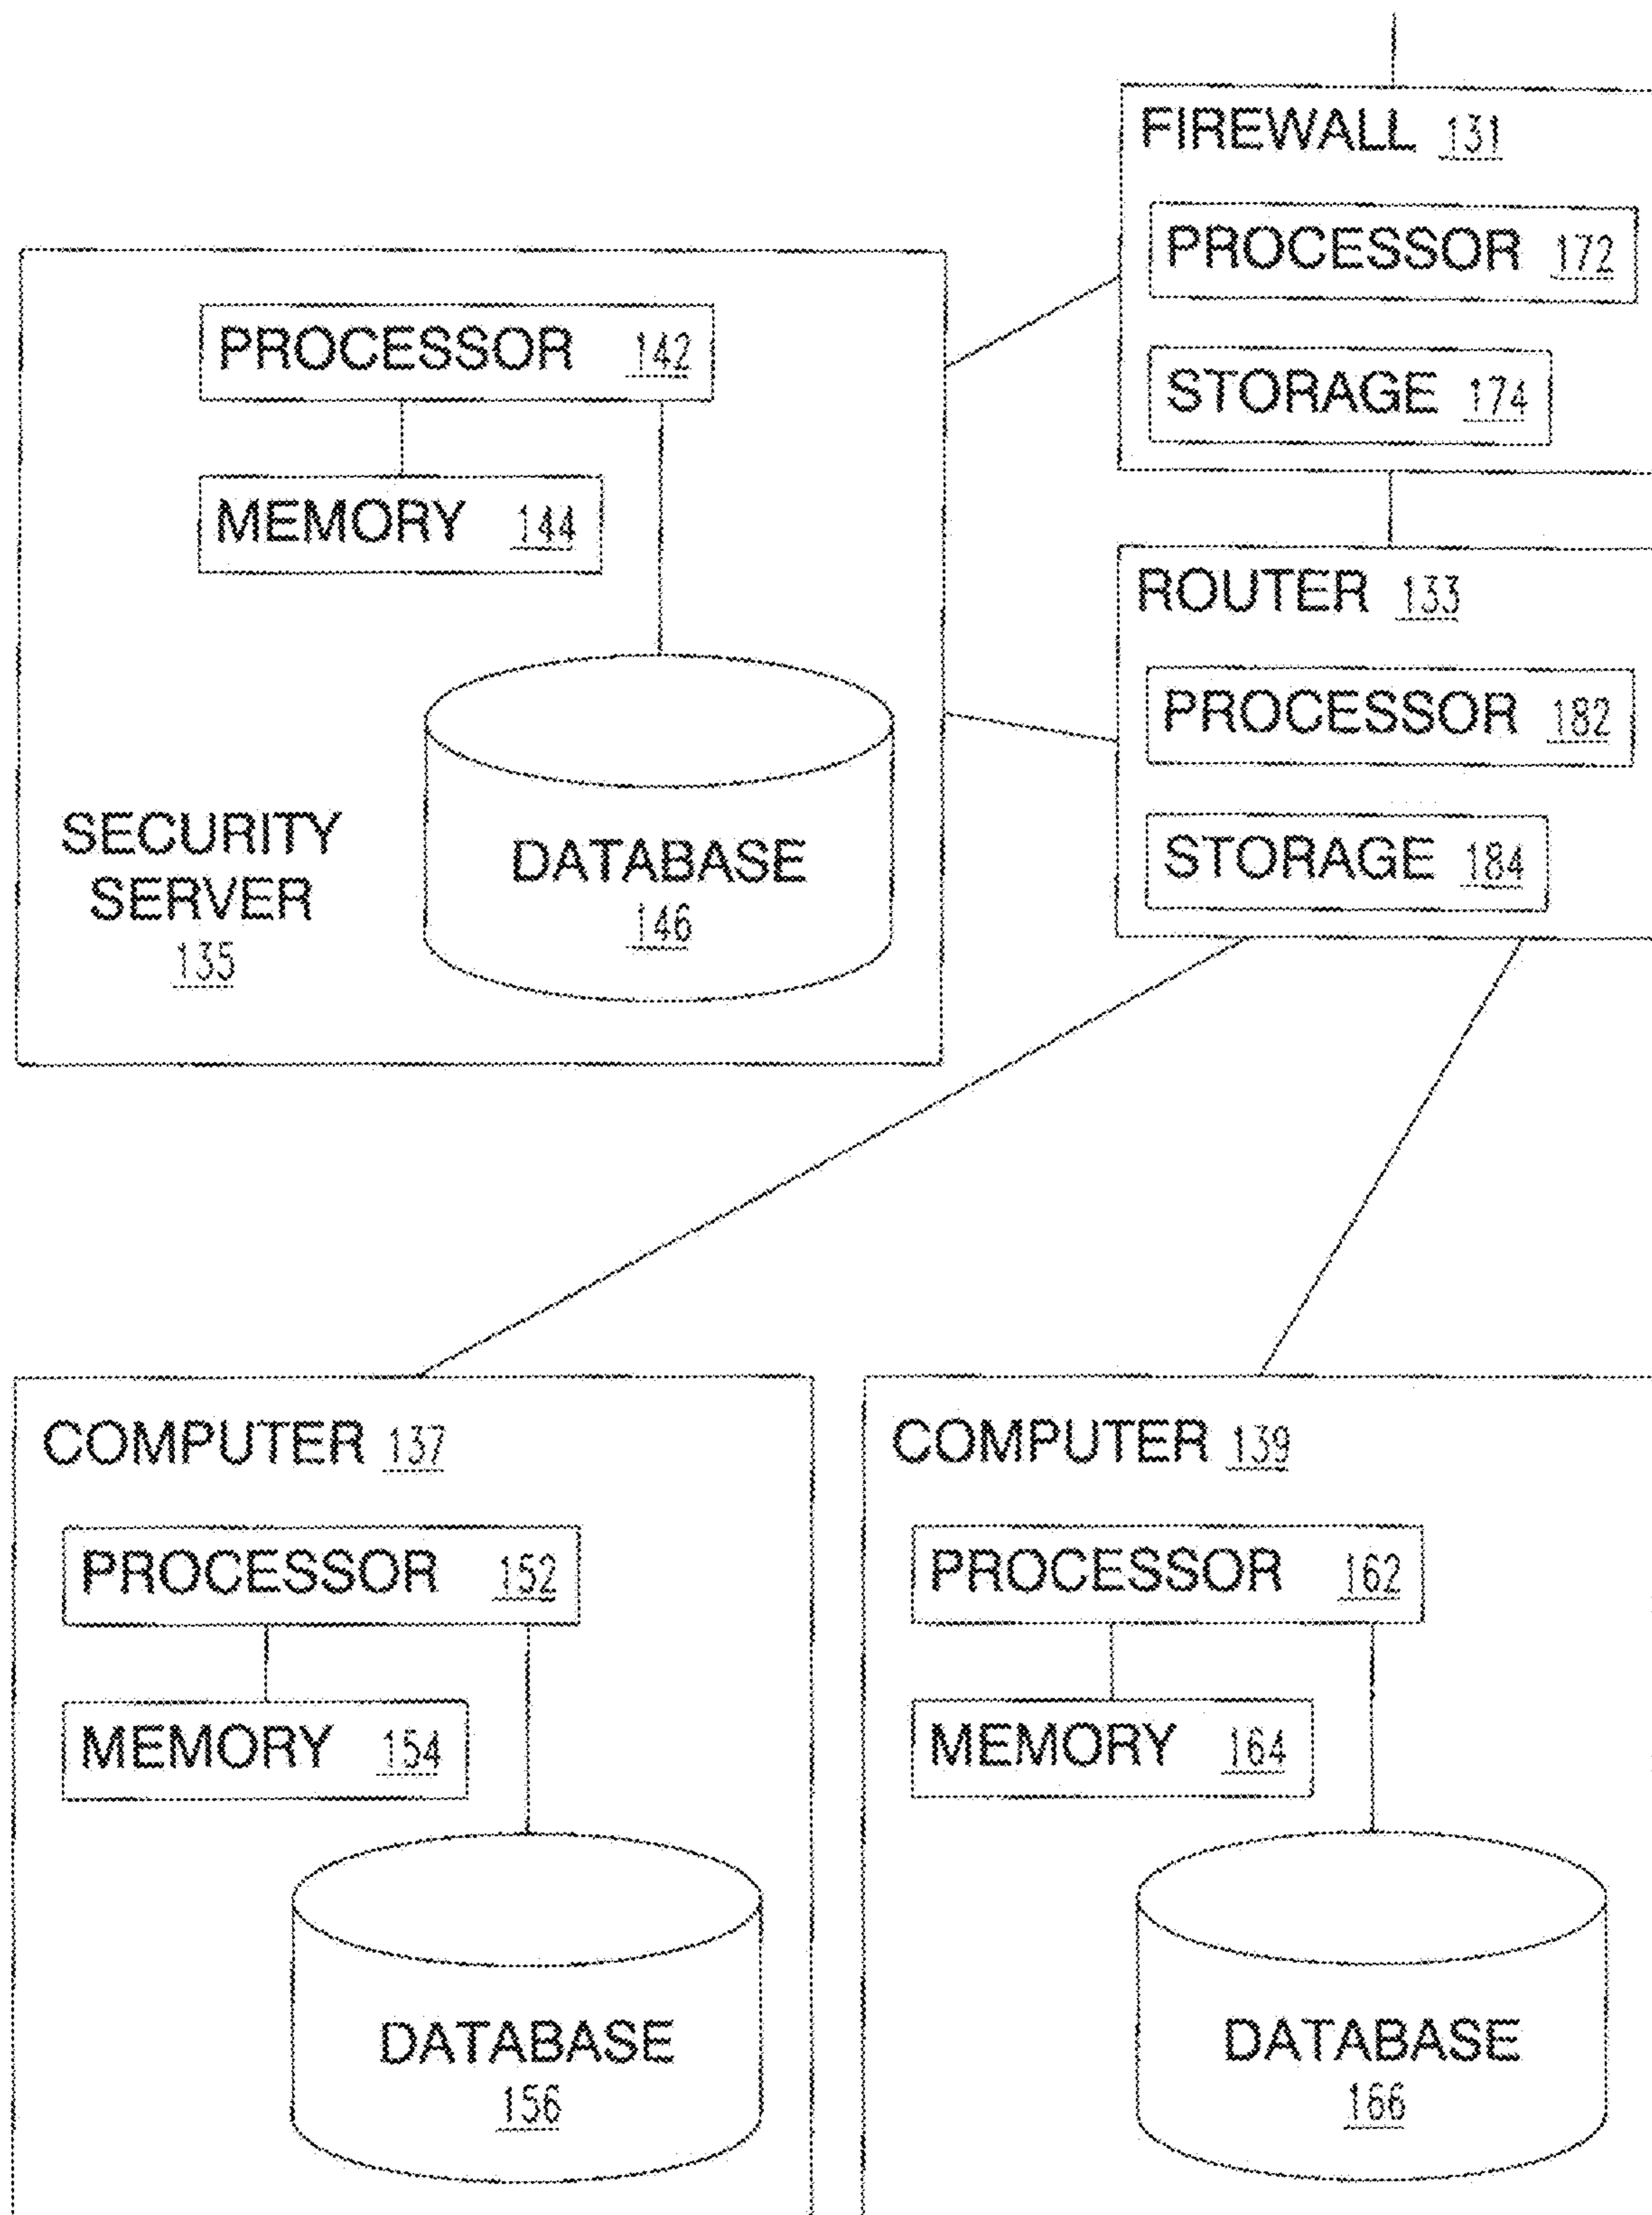 FIREWALL 131
PROCESSOR 172
STORAGE 174
PROCESSOR 142
MEMORY 144
DATABASE
146
SECURITY
SERVER
135
ROUTER 133
PROCESSOR 182
STORAGE 184
COMPUTER 137
PROCESSOR 152
MEMORY 154
DATABASE
156
COMPUTER 139
PROCESSOR 162
MEMORY 164
DATABASE
166